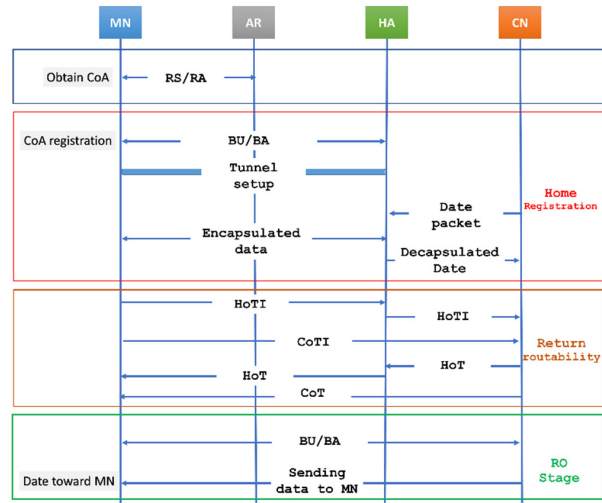 MN AR HA CN
Obtain CoA RS/RA
CoA registration BU/BA
Tunnel
setup
Home
Registration
Date
packet
Encapsulated
data
Decapsulated
Date
HoTI
HoTI
CoTI
Return
routability
HoT
HoT
CoT
BU/BA
RO
Stage
Date toward MN
Sending
data to MN